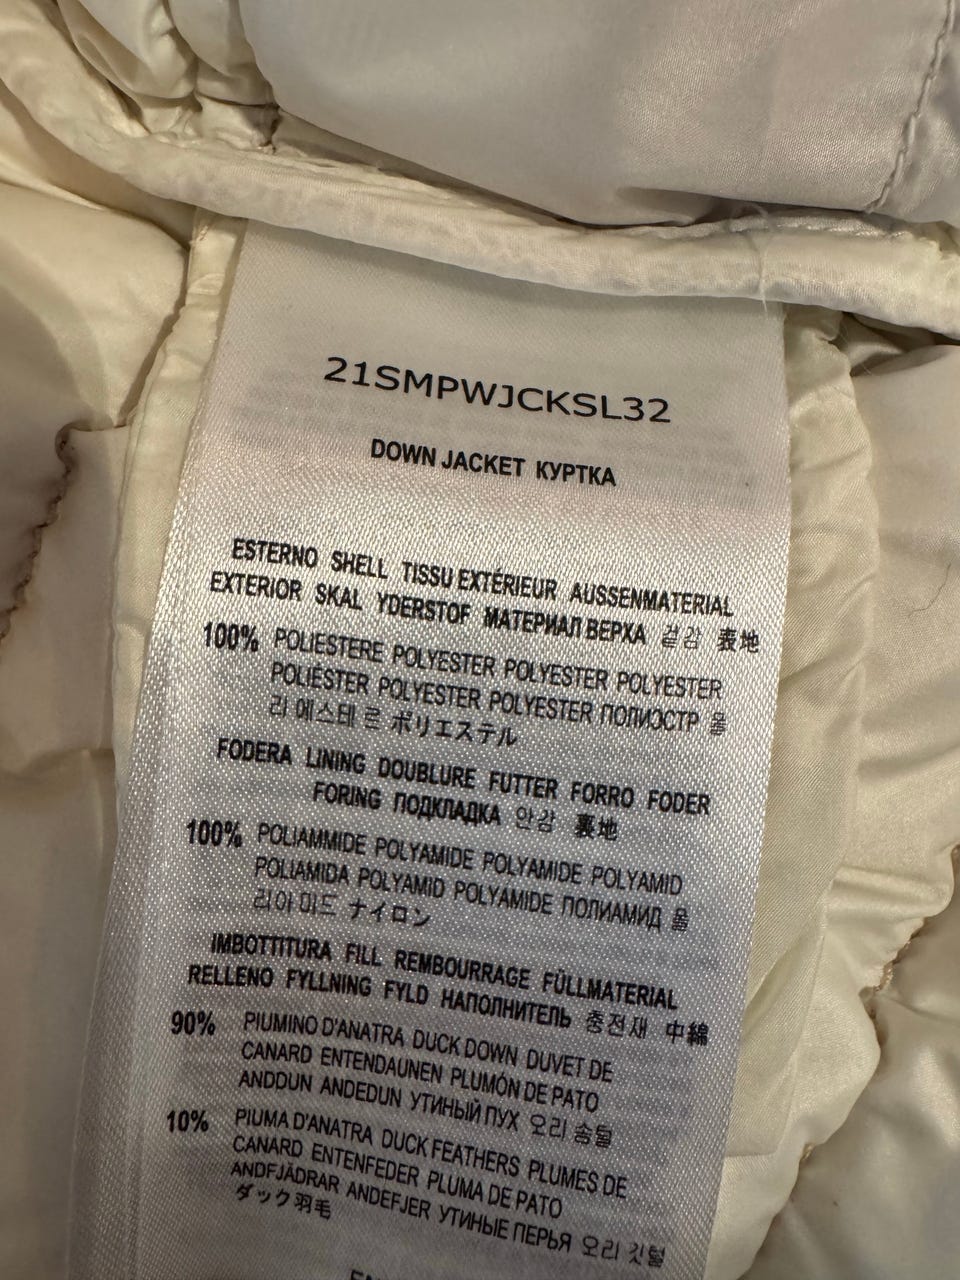 21SMPWJCKSL32
DOWN JACKET КУРТКА
ESTERNO SHELL TISSU EXTÉRIEUR AUSSENMATERIAL
EXTERIOR SKAL YDERSTOF МАТЕРИАЛ ВЕРХА 겉감 表地
100% POLIESTERE POLYESTER POLYESTER POLYESTER
POLIÉSTER POLYESTER POLYESTER ПОЛИЭСТР 폴
리 에스테 르 ポリエステル
FODERA LINING DOUBLURE FUTTER FORRO FODER
FORING ПОДКЛАДКА 안감 裏地
100% POLIAMMIDE POLYAMIDE POLYAMIDE POLYAMID
POLIAMIDA POLYAMID POLYAMIDE ПОЛИАМИД 폴
리아 미드 ナイロン
IMBOTTITURA FILL REMBOURRAGE FÜLLMATERIAL
RELLENO FYLLNING FYLD НАПОЛНИТЕЛЬ 충전재 中綿
90% PIUMINO D'ANATRA DUCK DOWN DUVET DE
CANARD ENTENDAUNEN PLUMÓN DE PATO
ANDDUN ANDEDUN УТИНЫЙ ПУХ 오리 솜털
10% PIUMA D'ANATRA DUCK FEATHERS PLUMES DE
CANARD ENTENFEDER PLUMA DE PATO
ANDFJÄDRAR ANDEFJER УТИНЫЕ ПЕРЬЯ 오리 깃털
ダック羽毛